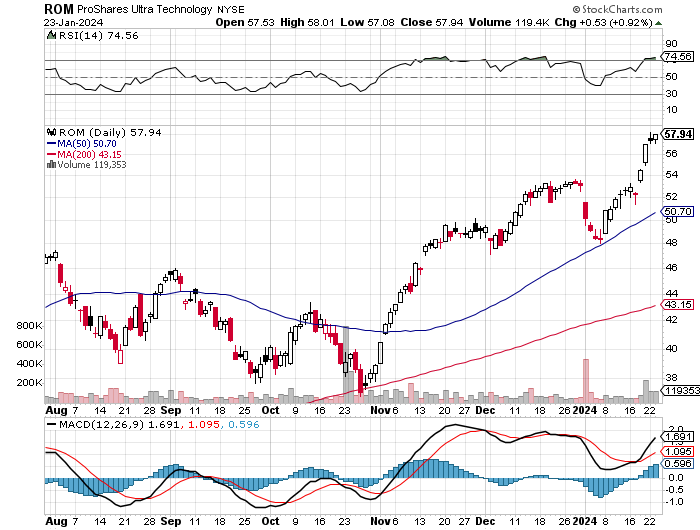 ROM ProShares Ultra Technology NYSE © StockCharts.com
23-Jan-2024 Open 57.53 High 58.01 Low 57.08 Close 57.94 Volume 119.4K Chg +0.53 (+0.92%)
RSI(14) 74.56
90
74.56
50
30
10
ROM (Daily) 57.94
MA(50) 50.70
MA(200) 43.15
Volume 119,353
57.94
56
54
52
50.70
50
48
46
44
43.15
42
40
38
119353
800K
600K
400K
200K
Aug 7 14 21 28 Sep 11 18 25 Oct 9 16 23 Nov 6 13 20 27 Dec 11 18 26 2024 8 16 22
MACD(12,26,9) 1.691, 1.095, 0.596
2.0
1.691
1.095
0.596
0.0
-0.5
-1.0
Aug 7 14 21 28 Sep 11 18 25 Oct 9 16 23 Nov 6 13 20 27 Dec 11 18 26 2024 8 16 22